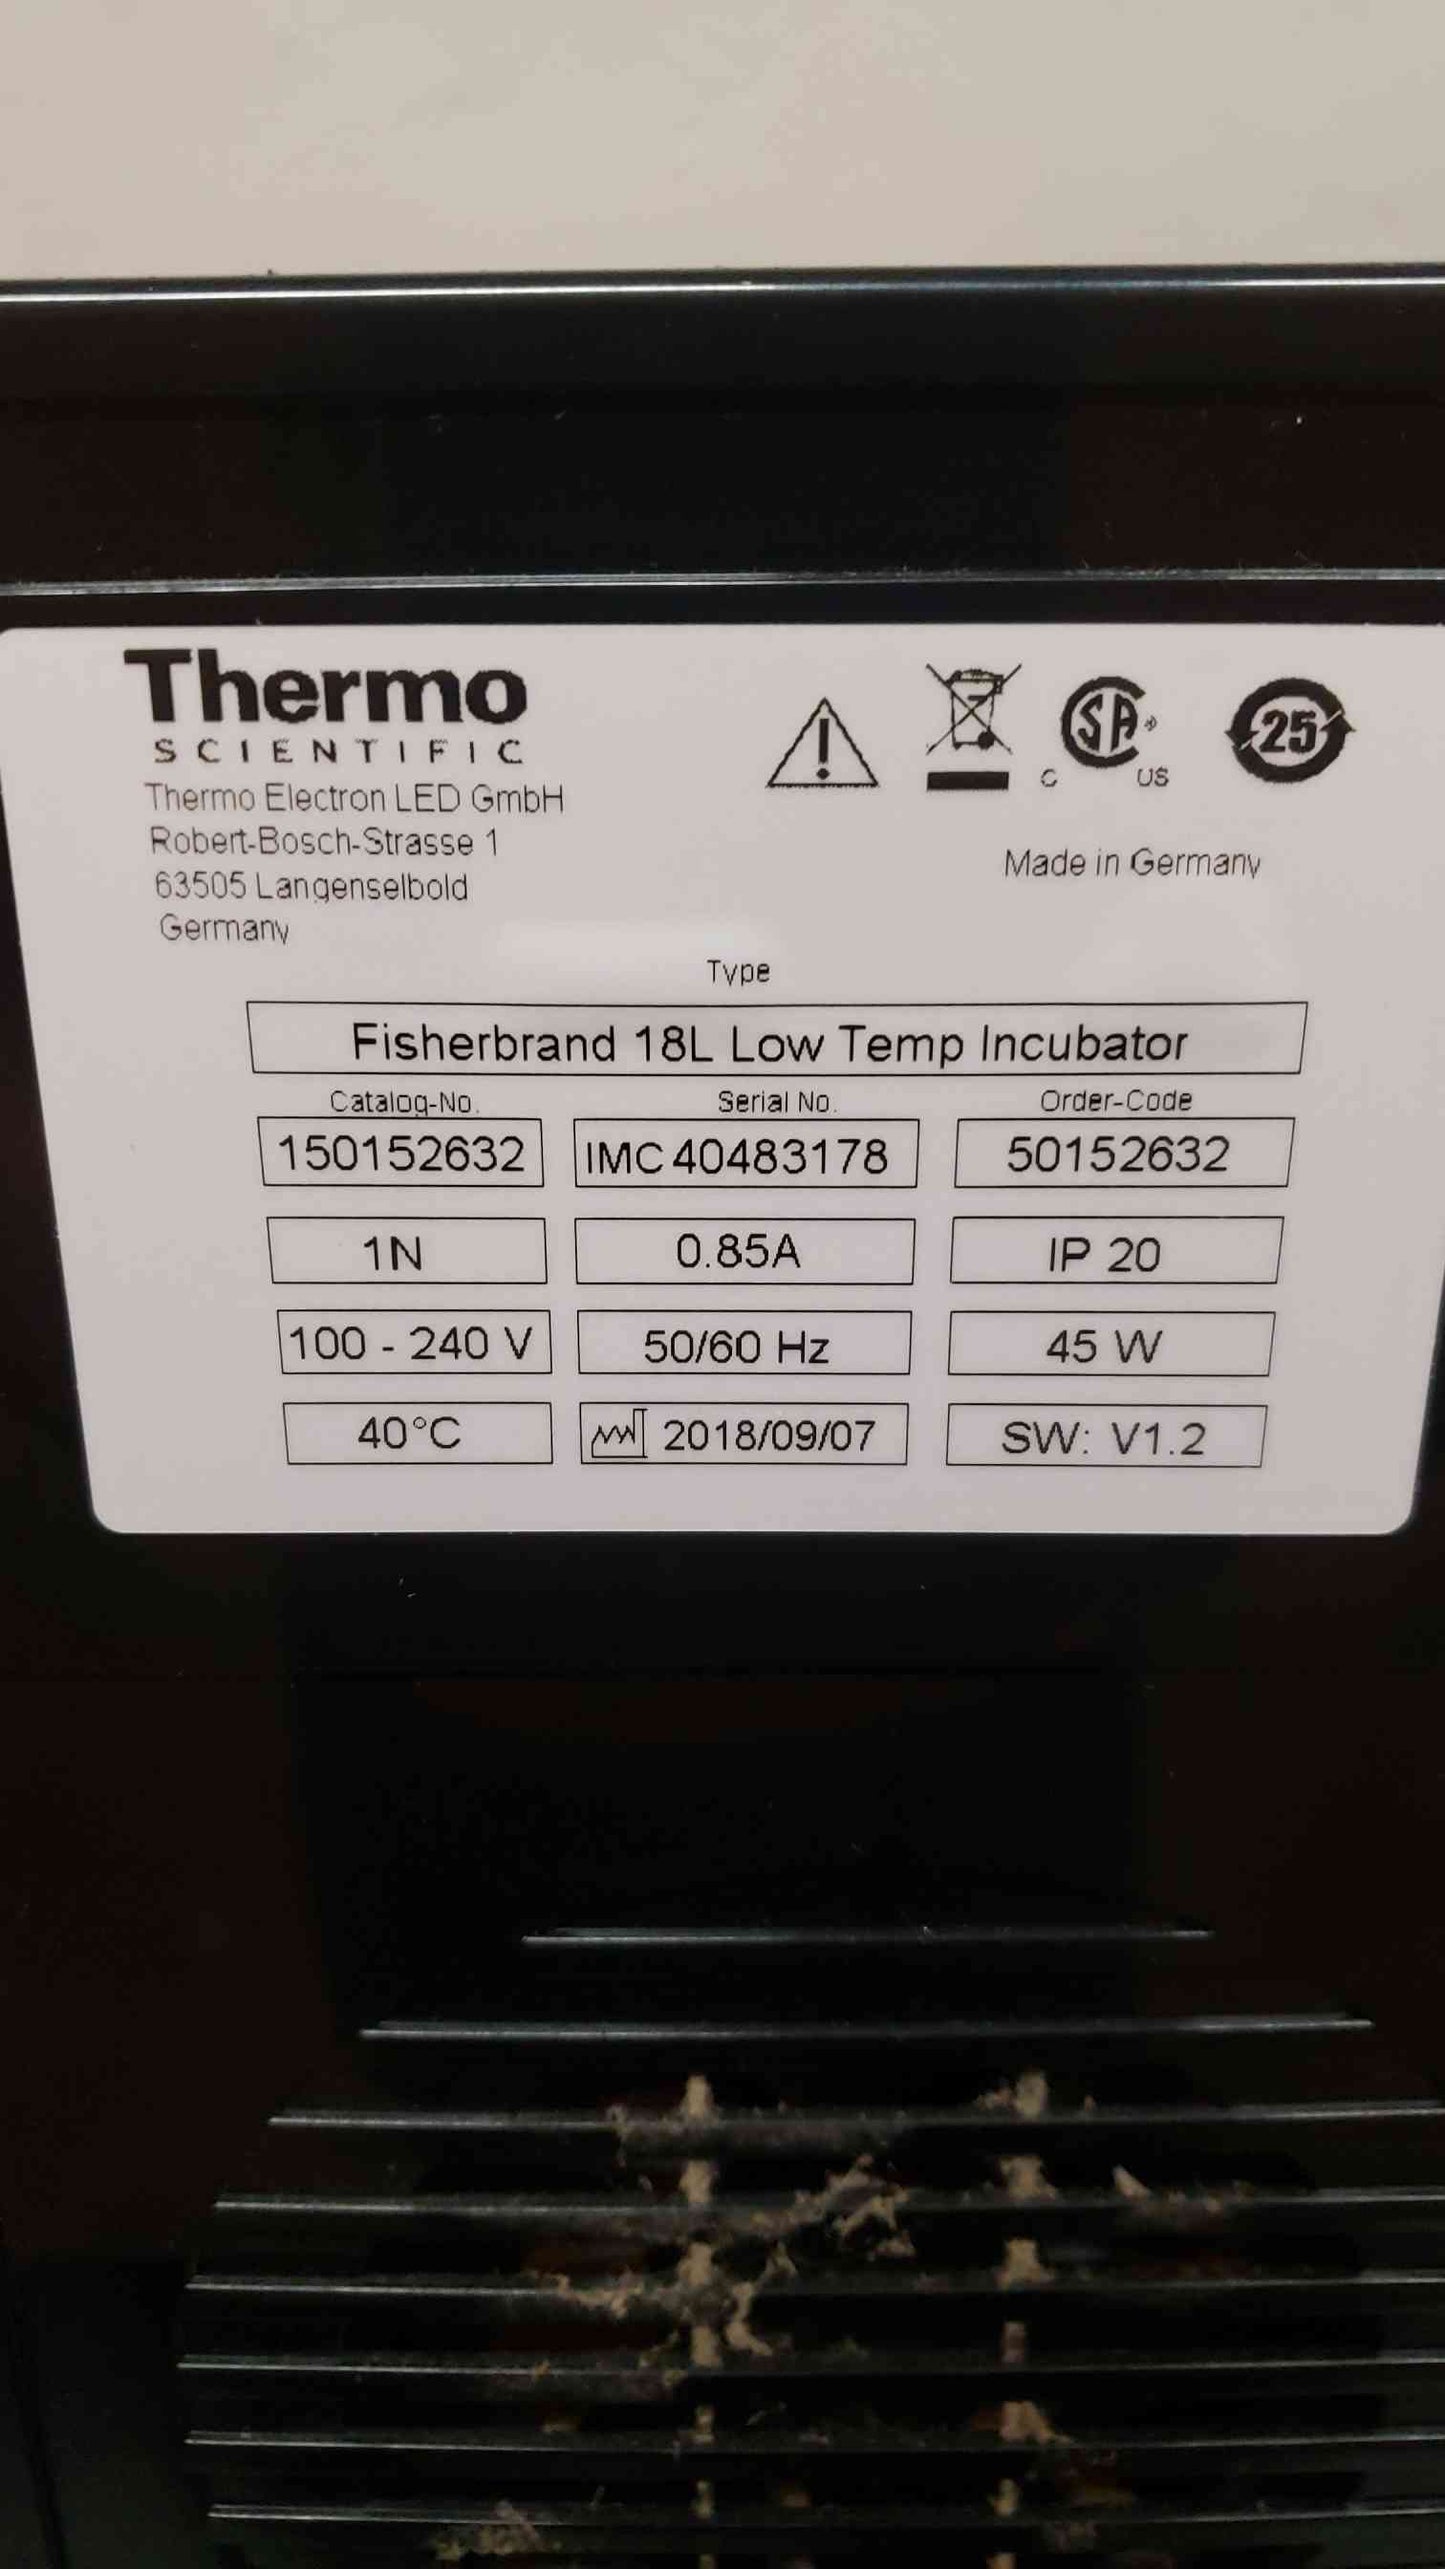 Thermo
SCIENTIFIC
Thermo Electron LED GmbH
Robert-Bosch-Strasse 1
63505 Langenselbold
Germany
SA
C US
25
Made in Germany
Type
Fisherbrand 18L Low Temp Incubator
Catalog-No. Serial No. Order-Code
150152632 IMC40483178 50152632
1N 0.85A IP 20
100 - 240 V 50/60 Hz 45 W
40°C 2018/09/07 SW: V1.2